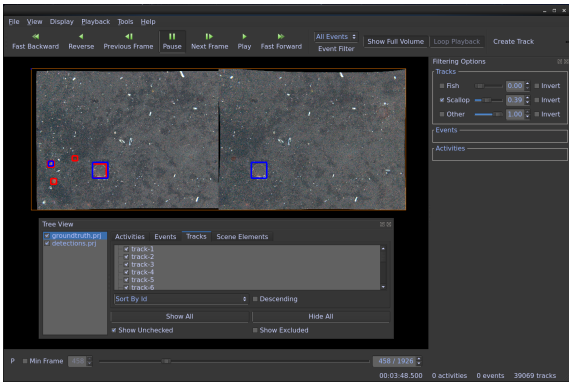 File View Display Playback Tools Help
Fast Backward Reverse Previous Frame Pause Next Frame Play Fast Forward All Events Event Filter Show Full Volume Loop Playback Create Track
Filtering Options
Tracks
Fish 0.00 Invert
Scallop 0.39 Invert
Other 1.00 Invert
Events
Activities
Tree View
groundtruth.prj
detections.prj
Activities Events Tracks Scene Elements
track-1
track-2
track-3
track-4
track-5
track-6
Sort By Id Descending
Show All Hide All
Show Unchecked Show Excluded
P Min Frame 458 458 / 1926
00:03:48.500 0 activities 0 events 39069 tracks